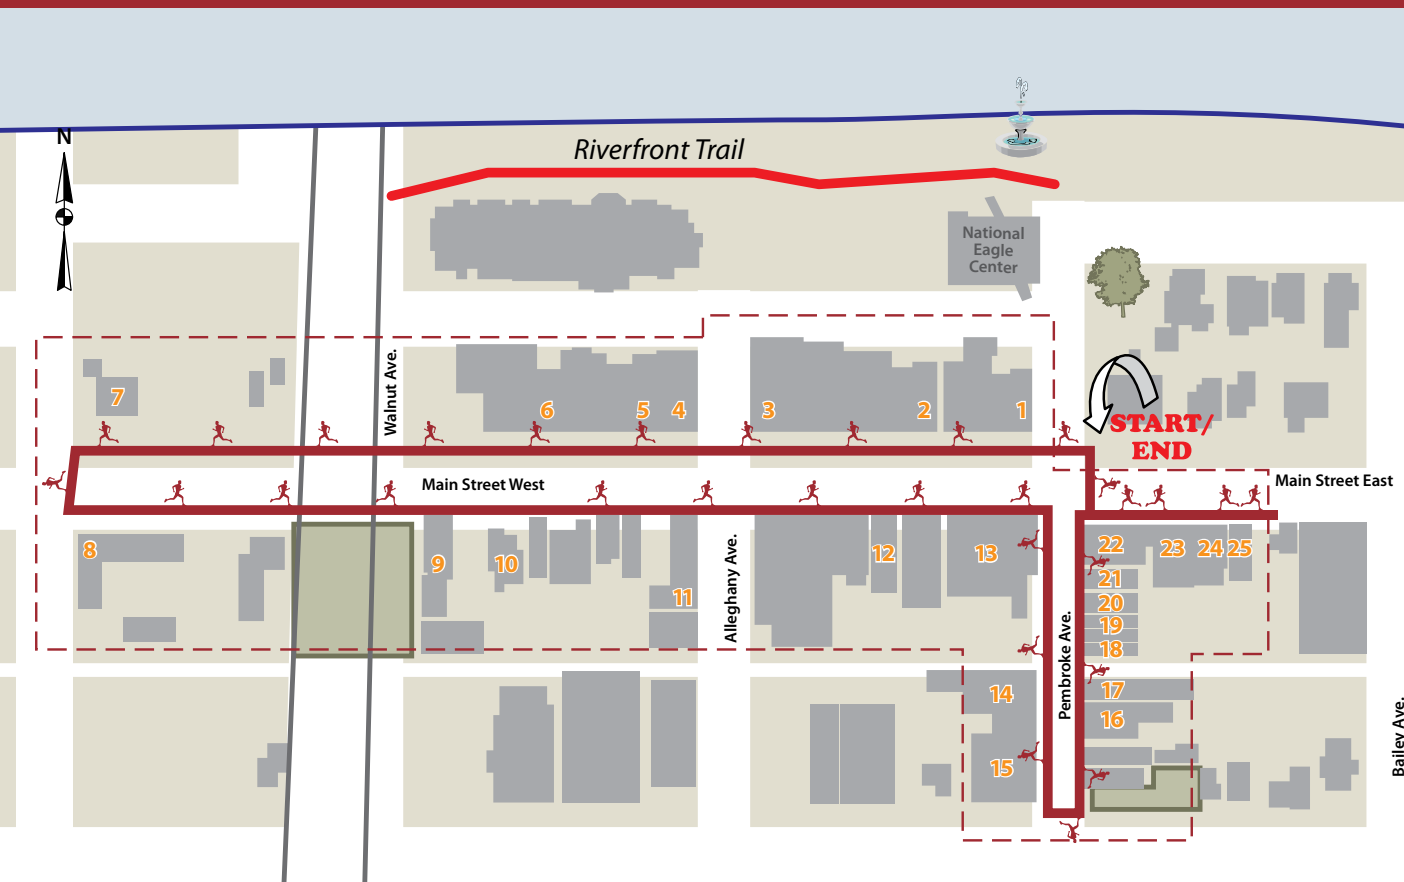 N
Riverfront Trail
National
Eagle
Center
Walnut Ave.
7
6
5
4
3
2
1
START/
END
Main Street West
Main Street East
8
9
10
11
Alleghany Ave.
12
13
22
23
24
25
21
20
19
18
Pembroke Ave.
17
16
14
15
Bailey Ave.